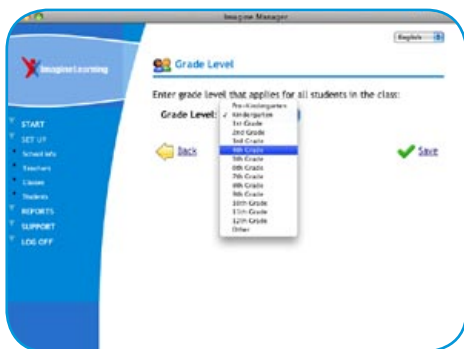 Imagine Manager
English
ImagineLearning
Grade Level
Enter grade level that applies for all students in the class:
Grade Level:
Pre-Kindergarten
✓ Kindergarten
1st Grade
2nd Grade
3rd Grade
4th Grade
5th Grade
6th Grade
7th Grade
8th Grade
9th Grade
10th Grade
11th Grade
12th Grade
Other
Back
Save
START
SET UP
School Info
Teachers
Classes
Students
REPORTS
SUPPORT
LOG OFF